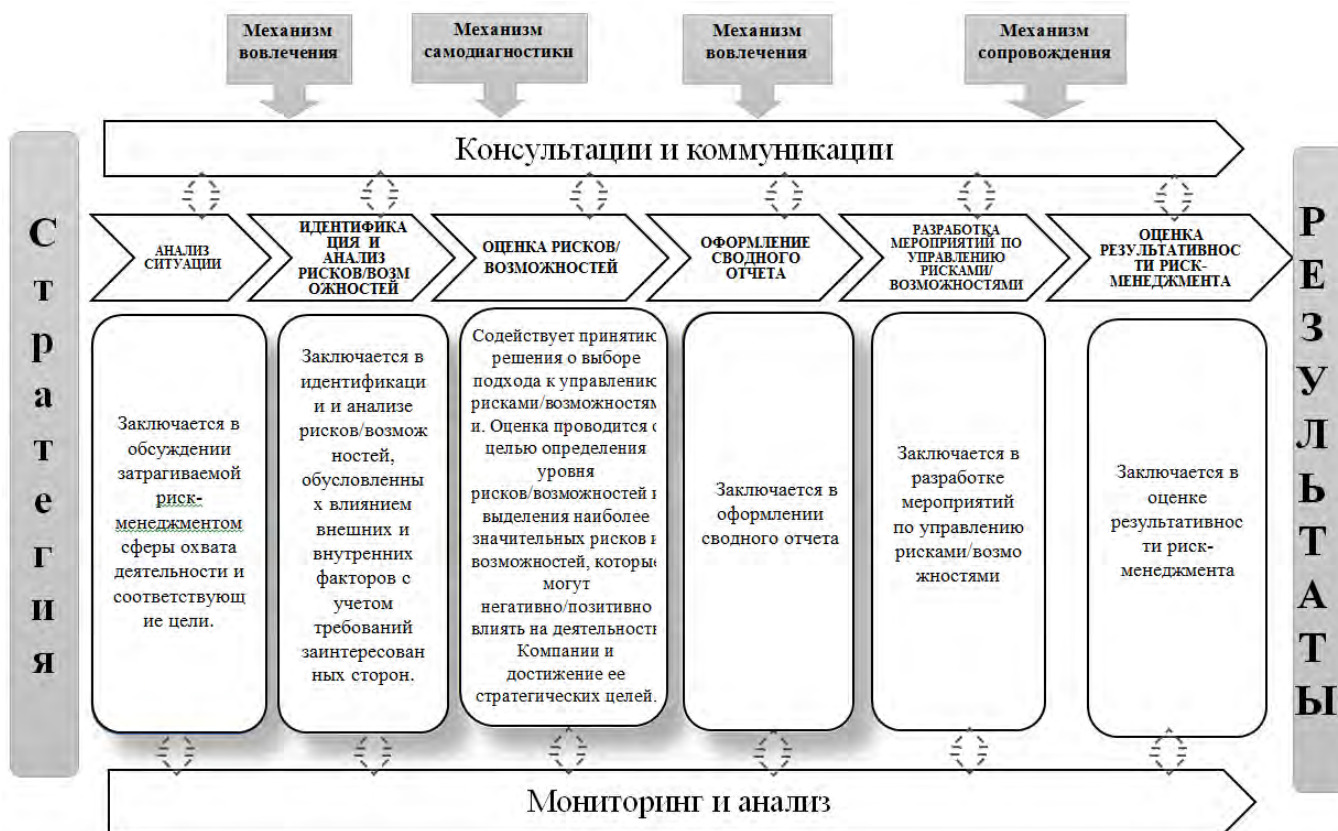 Механизм
вовлечения
Механизм
самодиагностики
Механизм
вовлечения
Механизм
сопровождения
Консультации и коммуникации
Стратегия
АНАЛИЗ
СИТУАЦИИ
ИДЕНТИФИКА
ЦИЯ И
АНАЛИЗ
РИСКОВ/ВОЗМ
ОЖНОСТЕЙ
ОЦЕНКА РИСКОВ/
ВОЗМОЖНОСТЕЙ
ОФОРМЛЕНИЕ
СВОДНОГО
ОТЧЕТА
РАЗРАБОТКА
МЕРОПРИЯТИЙ ПО
УПРАВЛЕНИЮ
РИСКАМИ/
ВОЗМОЖНОСТЯМИ
ОЦЕНКА
РЕЗУЛЬТАТИВНОС
ТИ РИСК-
МЕНЕДЖМЕНТА
Заключается в
обсуждении
затрагиваемой
риск-
менеджментом
сферы охвата
деятельности и
соответствующ
ие цели.
Заключается в
идентификаци
и и анализе
рисков/возмож
ностей,
обусловленны
х влиянием
внешних и
внутренних
факторов с
учетом
требований
заинтересован
ных сторон.
Содействует принятию
решения о выборе
подхода к управлению
рисками/возможностям
и. Оценка проводится с
целью определения
уровня
рисков/возможностей и
выделения наиболее
значительных рисков и
возможностей, которые
могут
негативно/позитивно
влиять на деятельность
Компании и
достижение ее
стратегических целей.
Заключается в
оформлении
сводного отчета
Заключается в
разработке
мероприятий
по управлению
рисками/возмо
жностями
Заключается в
оценке
результативнос
ти риск-
менеджмента
РЕЗУЛЬТАТЫ
Мониторинг и анализ